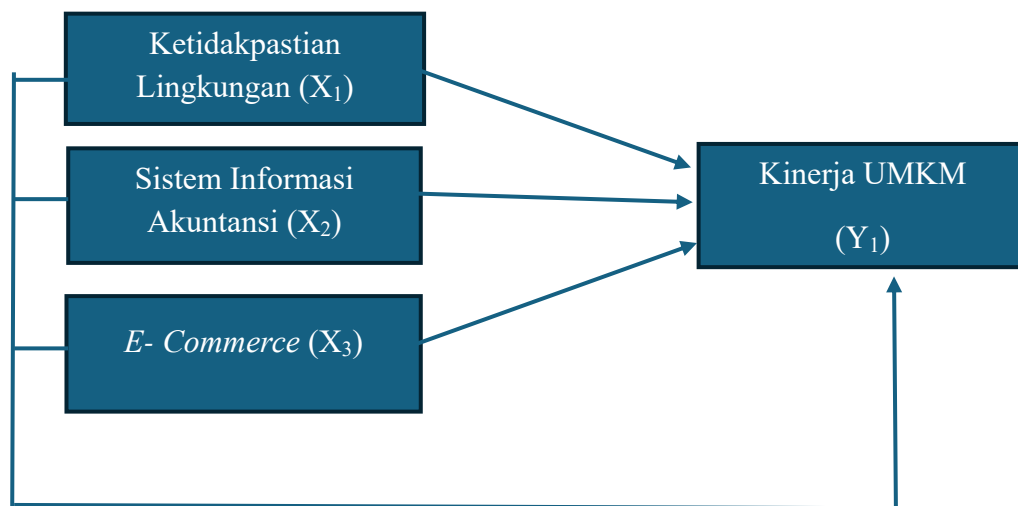 Ketidakpastian
Lingkungan (X₁)
Sistem Informasi
Akuntansi (X₂)
E- Commerce (X₃)
Kinerja UMKM
(Y₁)